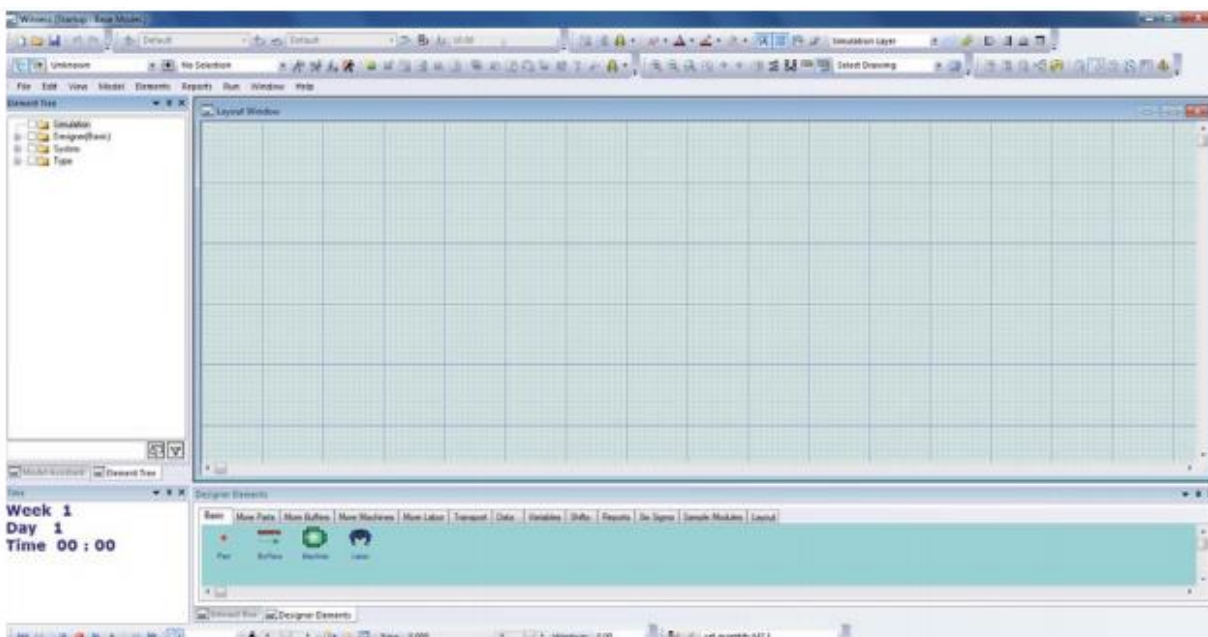 Witness (Startup - Base Model)
Default
Default
Simulation Layer
Unknown
No Selection
Select Drawing
File Edit View Model Elements Reports Run Window Help
Element Tree
Layout Window
Simulation
Designer(Basic)
System
Type
Model Assistant
Element Tree
Time
Designer Elements
Week 1
Day 1
Time 00 : 00
Basic More Parts More Buffers More Machines More Labor Transport Data Variables Shifts Reports Six Sigma Sample Modules Layout
Part Buffers Machine Labor
Element Tree
Designer Elements